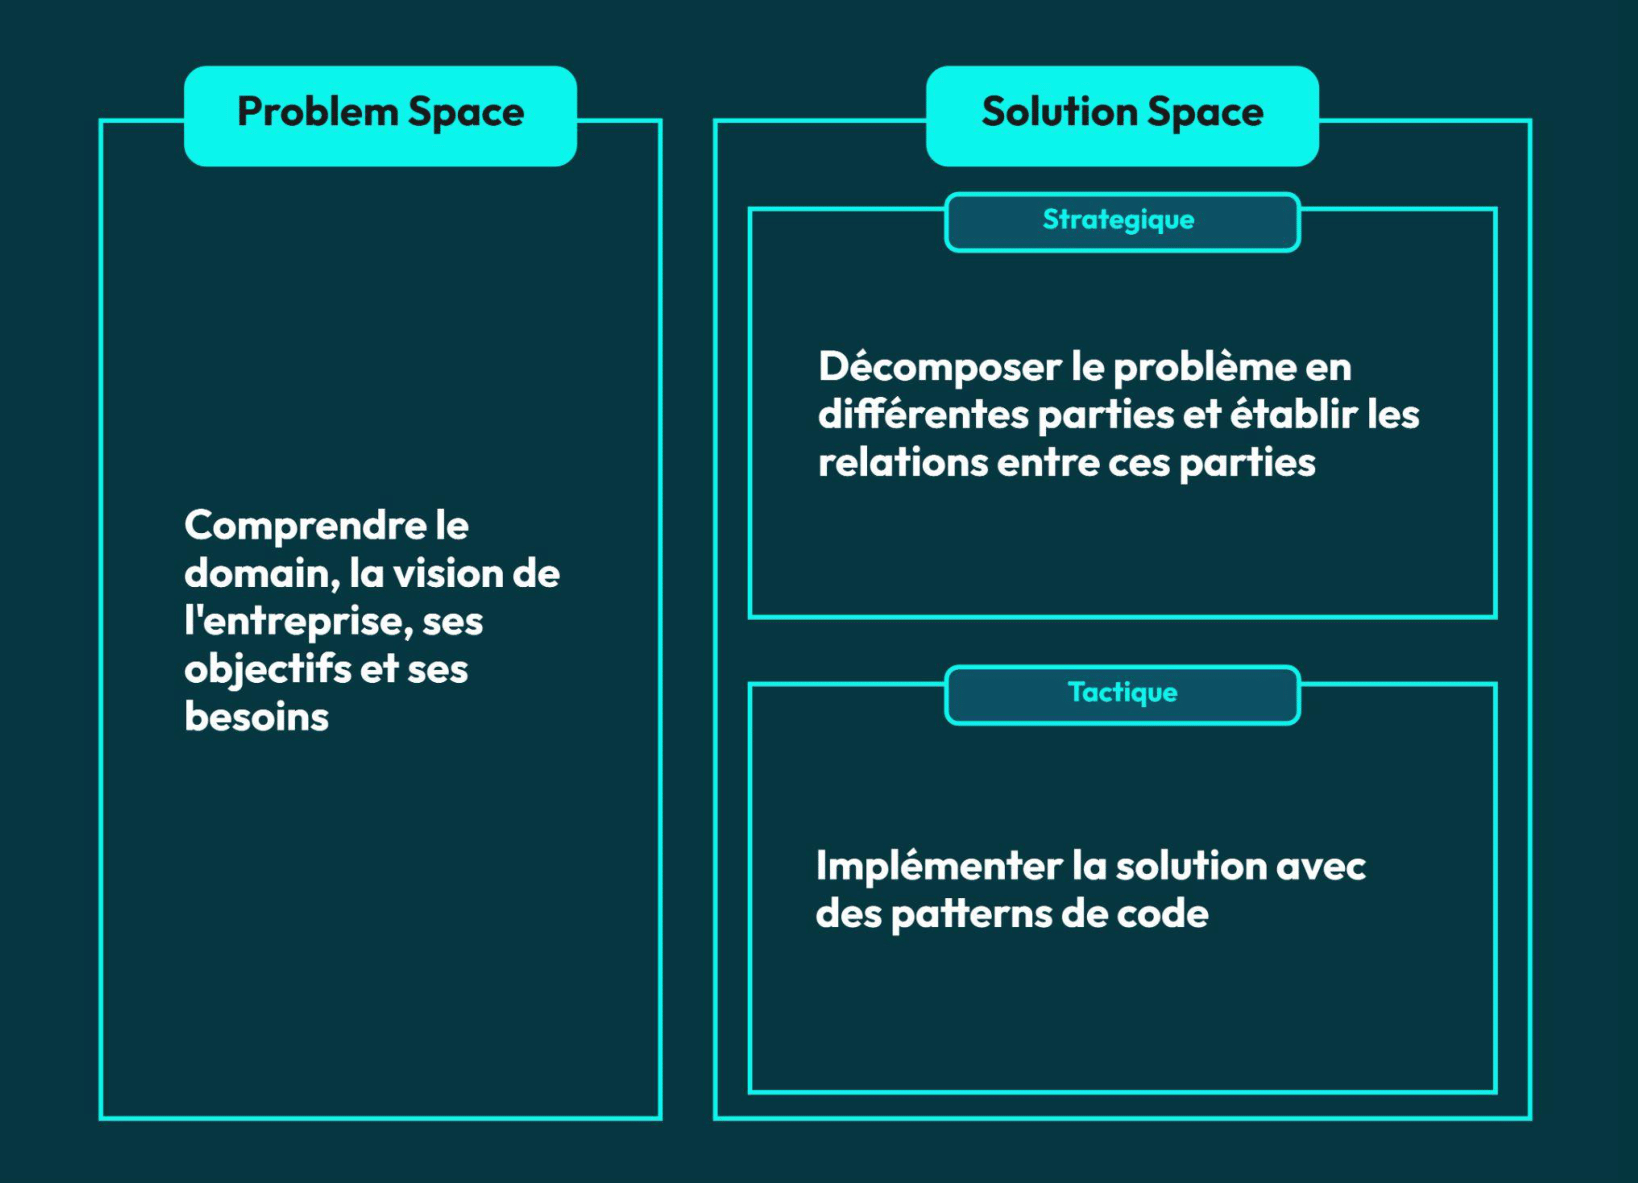 Problem Space
Comprendre le
domain, la vision de
l'entreprise, ses
objectifs et ses
besoins
Solution Space
Strategique
Décomposer le problème en
différentes parties et établir les
relations entre ces parties
Tactique
Implémenter la solution avec
des patterns de code